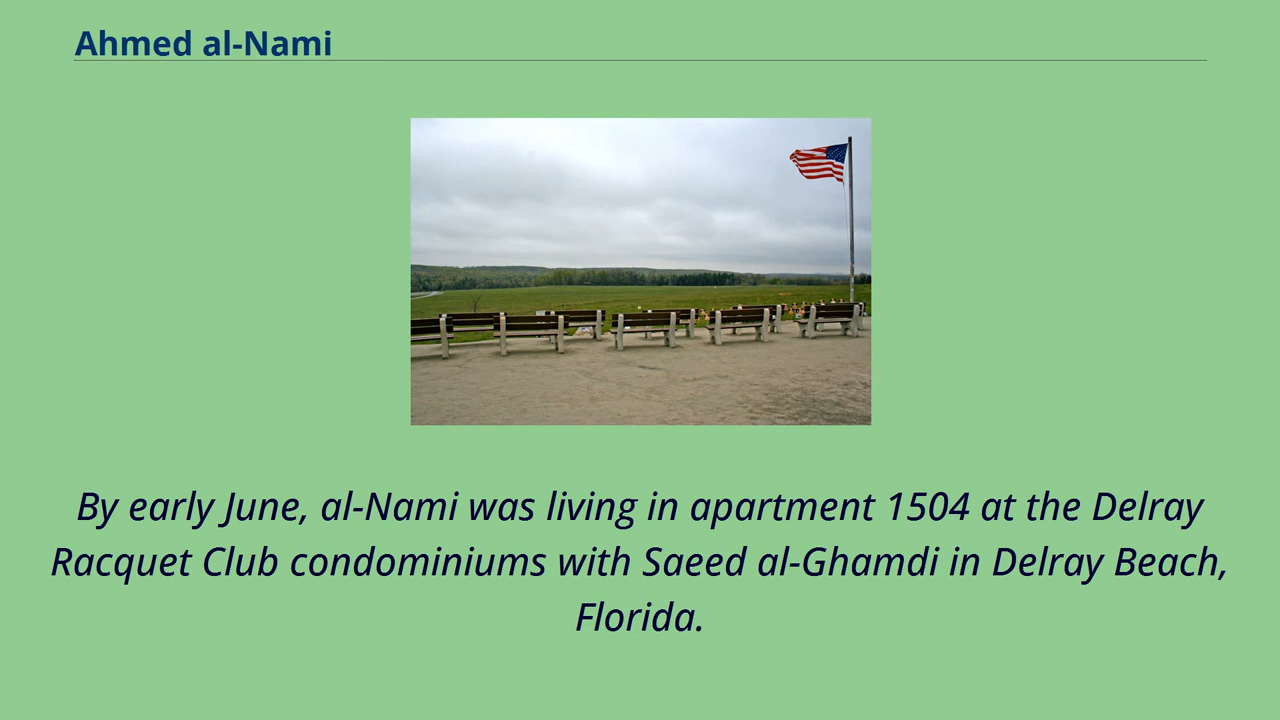 Ahmed al-Nami
By early June, al-Nami was living in apartment 1504 at the Delray
Racquet Club condominiums with Saeed al-Ghamdi in Delray Beach,
Florida.